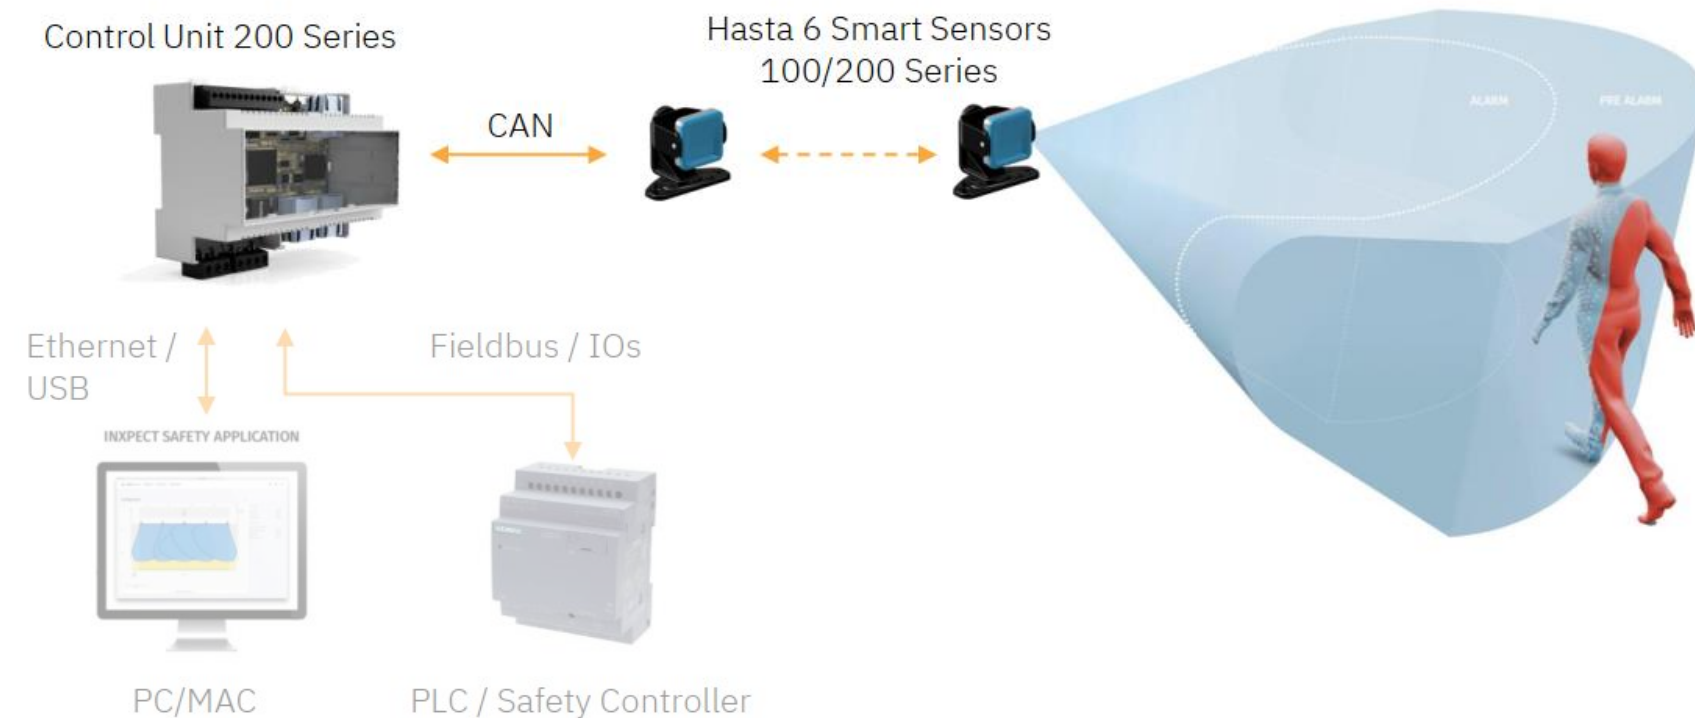 Control Unit 200 Series
Hasta 6 Smart Sensors
100/200 Series
CAN
ALARM
PRE ALARM
Ethernet /
USB
Fieldbus / IOs
INXPECT SAFETY APPLICATION
SIEMENS
PC/MAC
PLC / Safety Controller